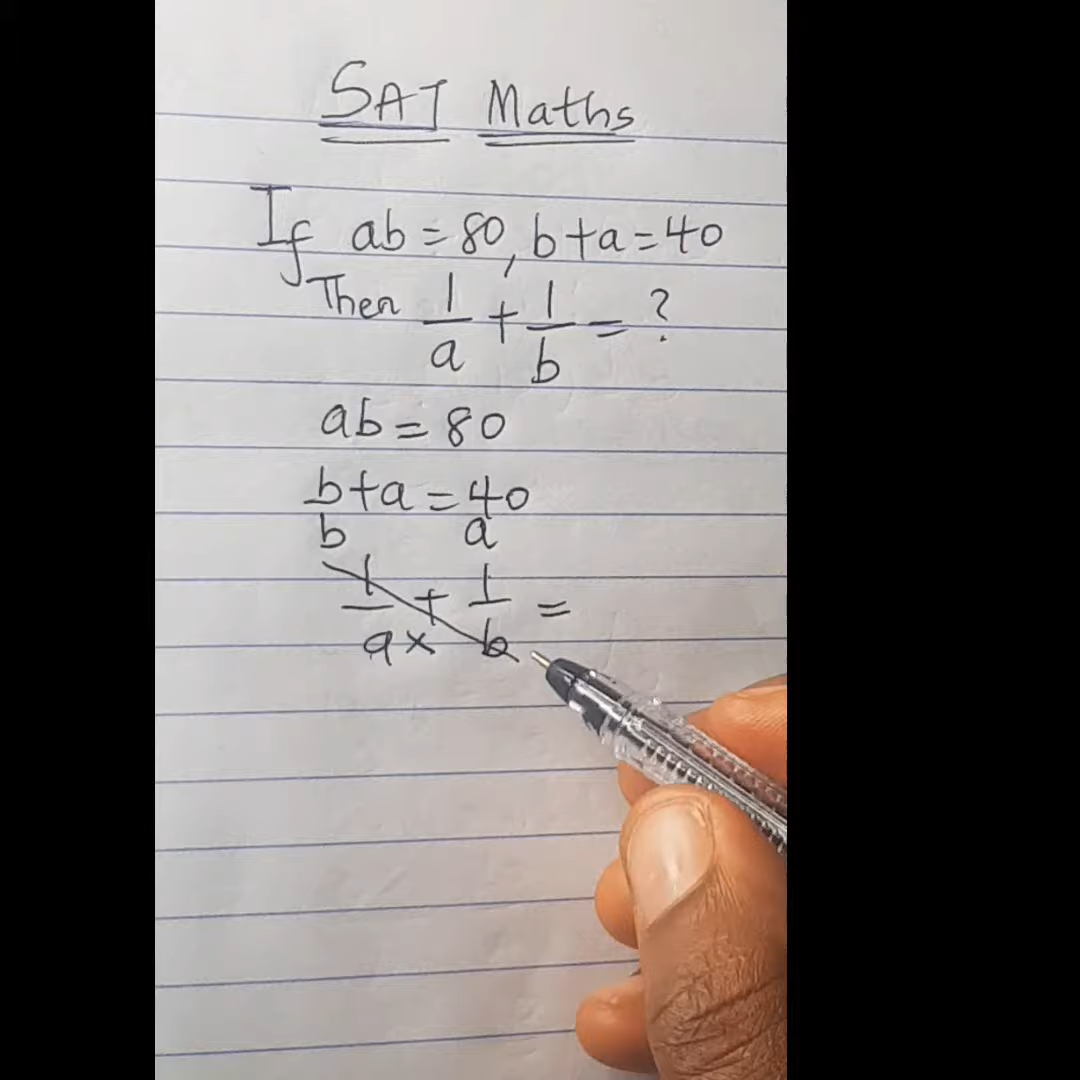 SAT Maths
If ab = 80, b+a = 40
Then 1/a + 1/b = ?
ab = 80
b+a = 40
b a
1/a × + 1/b =